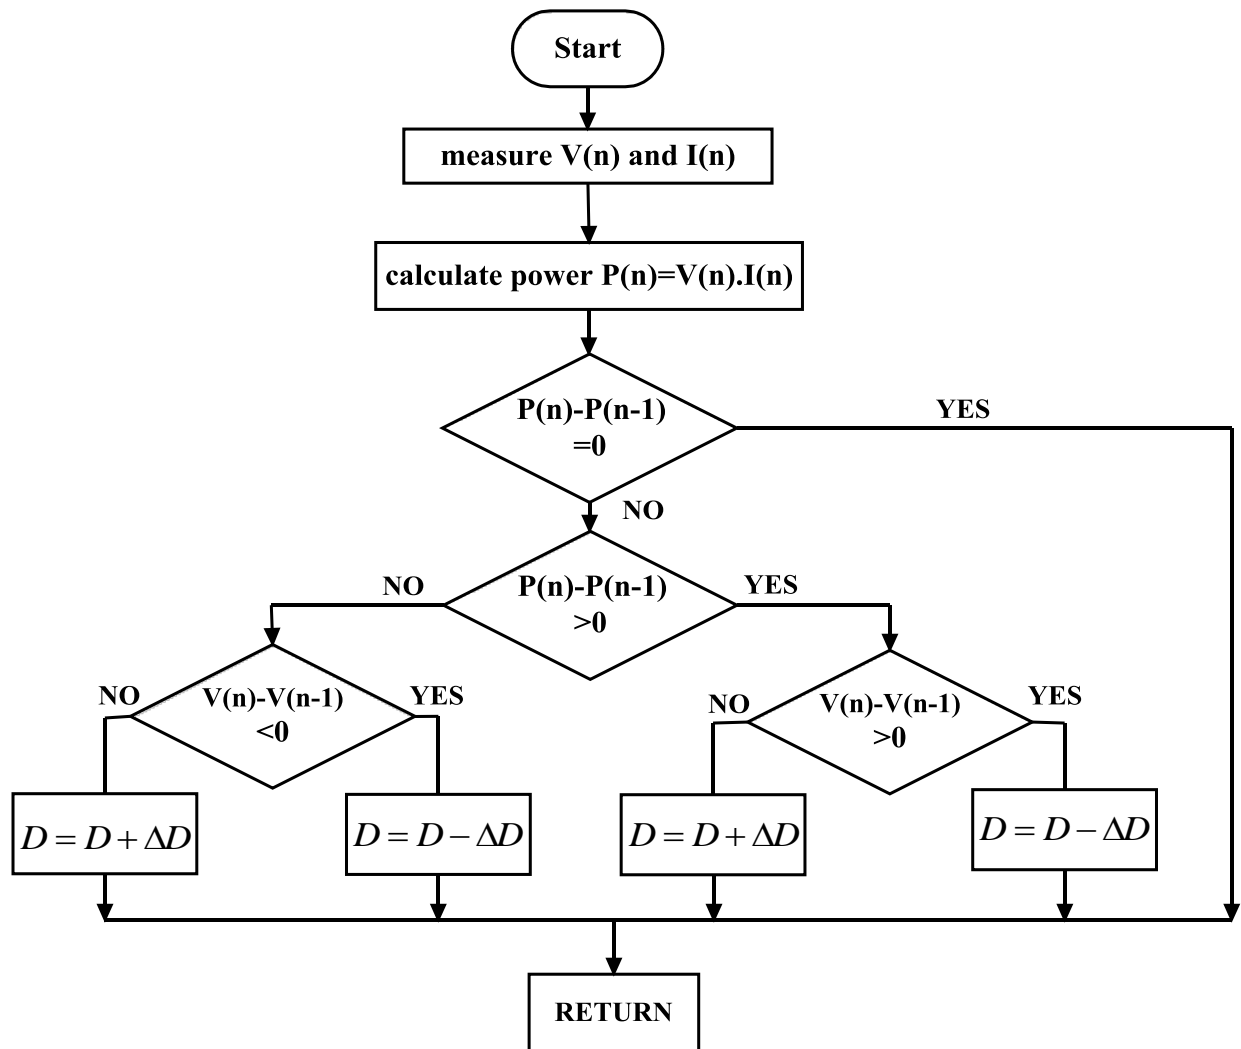 Start
measure V(n) and I(n)
calculate power P(n)=V(n).I(n)
P(n)-P(n-1)
=0
YES
NO
P(n)-P(n-1)
>0
NO
YES
V(n)-V(n-1)
<0
NO
YES
V(n)-V(n-1)
>0
NO
YES
D = D + ΔD
D = D − ΔD
D = D + ΔD
D = D − ΔD
RETURN